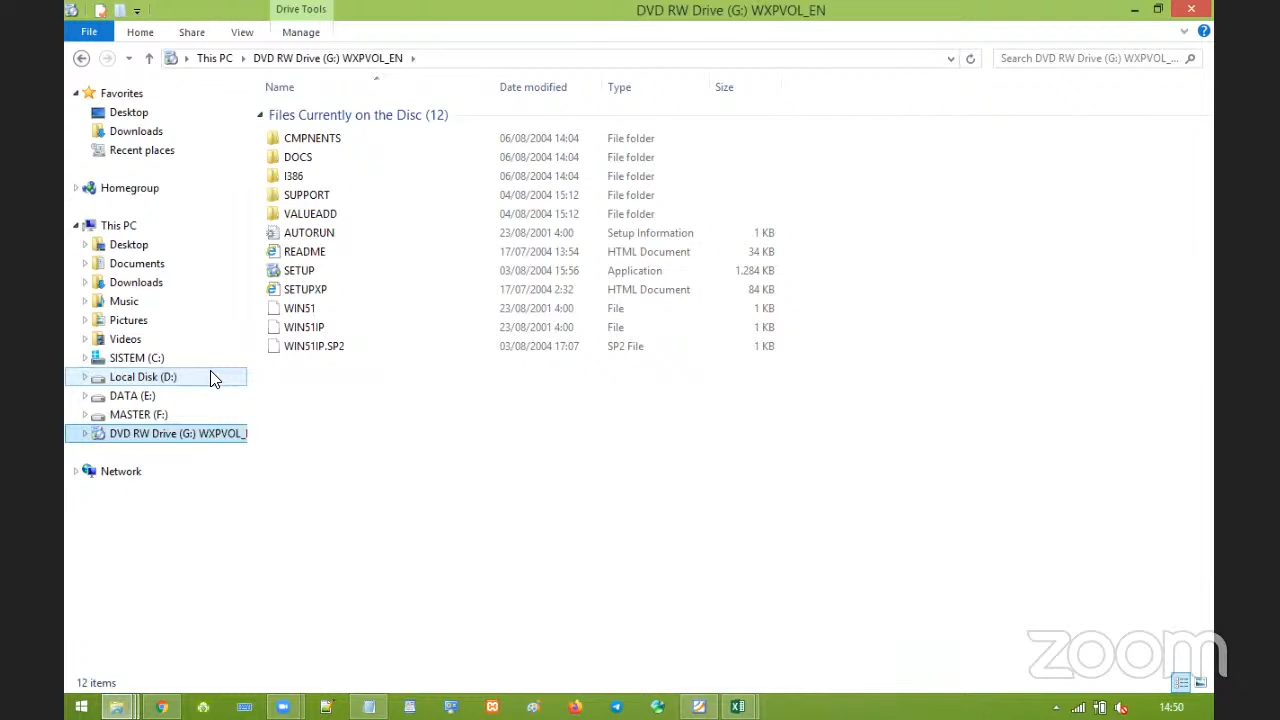 Drive Tools
DVD RW Drive (G:) WXPVOL_EN
File Home Share View Manage
This PC DVD RW Drive (G:) WXPVOL_EN
Search DVD RW Drive (G:) WXPVOL_...
Favorites
Desktop
Downloads
Recent places
Homegroup
This PC
Desktop
Documents
Downloads
Music
Pictures
Videos
SISTEM (C:)
Local Disk (D:)
DATA (E:)
MASTER (F:)
DVD RW Drive (G:) WXPVOL_
Network
Name Date modified Type Size
Files Currently on the Disc (12)
CMPNENTS 06/08/2004 14:04 File folder
DOCS 06/08/2004 14:04 File folder
I386 06/08/2004 14:04 File folder
SUPPORT 04/08/2004 15:12 File folder
VALUEADD 04/08/2004 15:12 File folder
AUTORUN 23/08/2001 4:00 Setup Information 1 KB
README 17/07/2004 13:54 HTML Document 34 KB
SETUP 03/08/2004 15:56 Application 1.284 KB
SETUPXP 17/07/2004 2:32 HTML Document 84 KB
WIN51 23/08/2001 4:00 File 1 KB
WIN51IP 23/08/2001 4:00 File 1 KB
WIN51IP.SP2 03/08/2004 17:07 SP2 File 1 KB
zoom
12 items
14:50